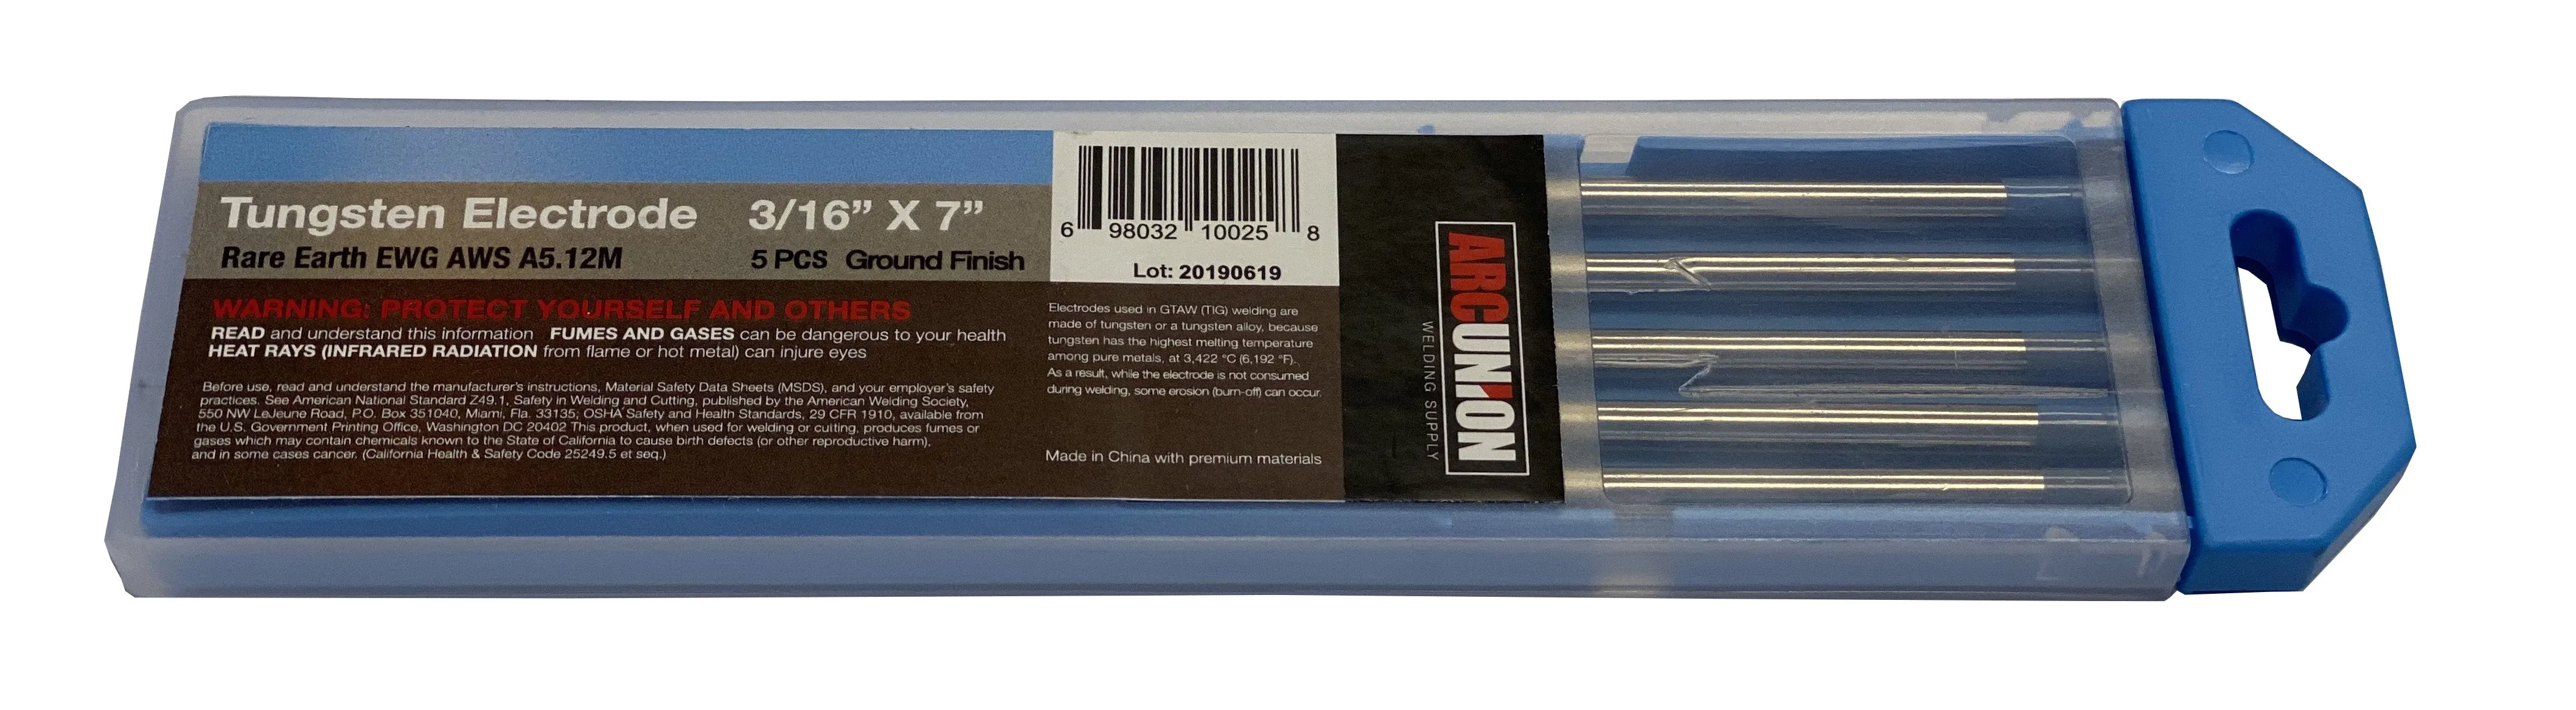 Tungsten Electrode 3/16” X 7”
Rare Earth EWG AWS A5.12M 5 PCS Ground Finish
WARNING: PROTECT YOURSELF AND OTHERS
READ and understand this information FUMES AND GASES can be dangerous to your health
HEAT RAYS (INFRARED RADIATION from flame or hot metal) can injure eyes
Before use, read and understand the manufacturer's instructions, Material Safety Data Sheets (MSDS), and your employer's safety
practices. See American National Standard Z49.1, Safety in Welding and Cutting, published by the American Welding Society,
550 NW LeJeune Road, P.O. Box 351040, Miami, Fla. 33135; OSHA Safety and Health Standards, 29 CFR 1910, available from
the U.S. Government Printing Office, Washington DC 20402 This product, when used for welding or cutting, produces fumes or
gases which may contain chemicals known to the State of California to cause birth defects (or other reproductive harm),
and in some cases cancer. (California Health & Safety Code 25249.5 et seq.)
6 98032 10025 8
Lot: 20190619
Electrodes used in GTAW (TIG) welding are
made of tungsten or a tungsten alloy, because
tungsten has the highest melting temperature
among pure metals, at 3,422 °C (6,192 °F).
As a result, while the electrode is not consumed
during welding, some erosion (burn-off) can occur.
Made in China with premium materials
ARCUNION
WELDING SUPPLY